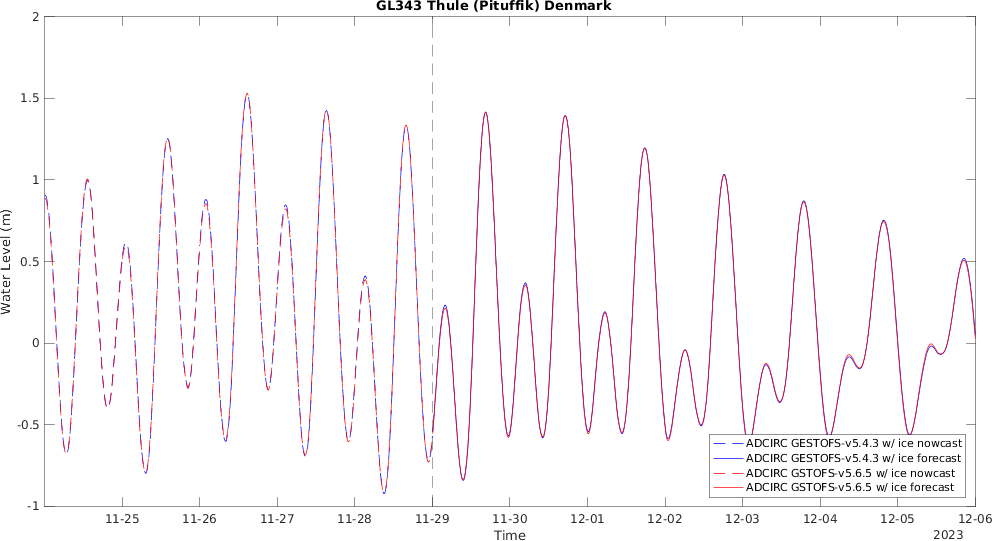 GL343 Thule (Pituffik) Denmark
2
1.5
1
0.5
0
-0.5
-1
Water Level (m)
11-25 11-26 11-27 11-28 11-29 11-30 12-01 12-02 12-03 12-04 12-05 12-06
Time
2023
ADCIRC GESTOFS-v5.4.3 w/ ice nowcast
ADCIRC GESTOFS-v5.4.3 w/ ice forecast
ADCIRC GSTOFS-v5.6.5 w/ ice nowcast
ADCIRC GSTOFS-v5.6.5 w/ ice forecast